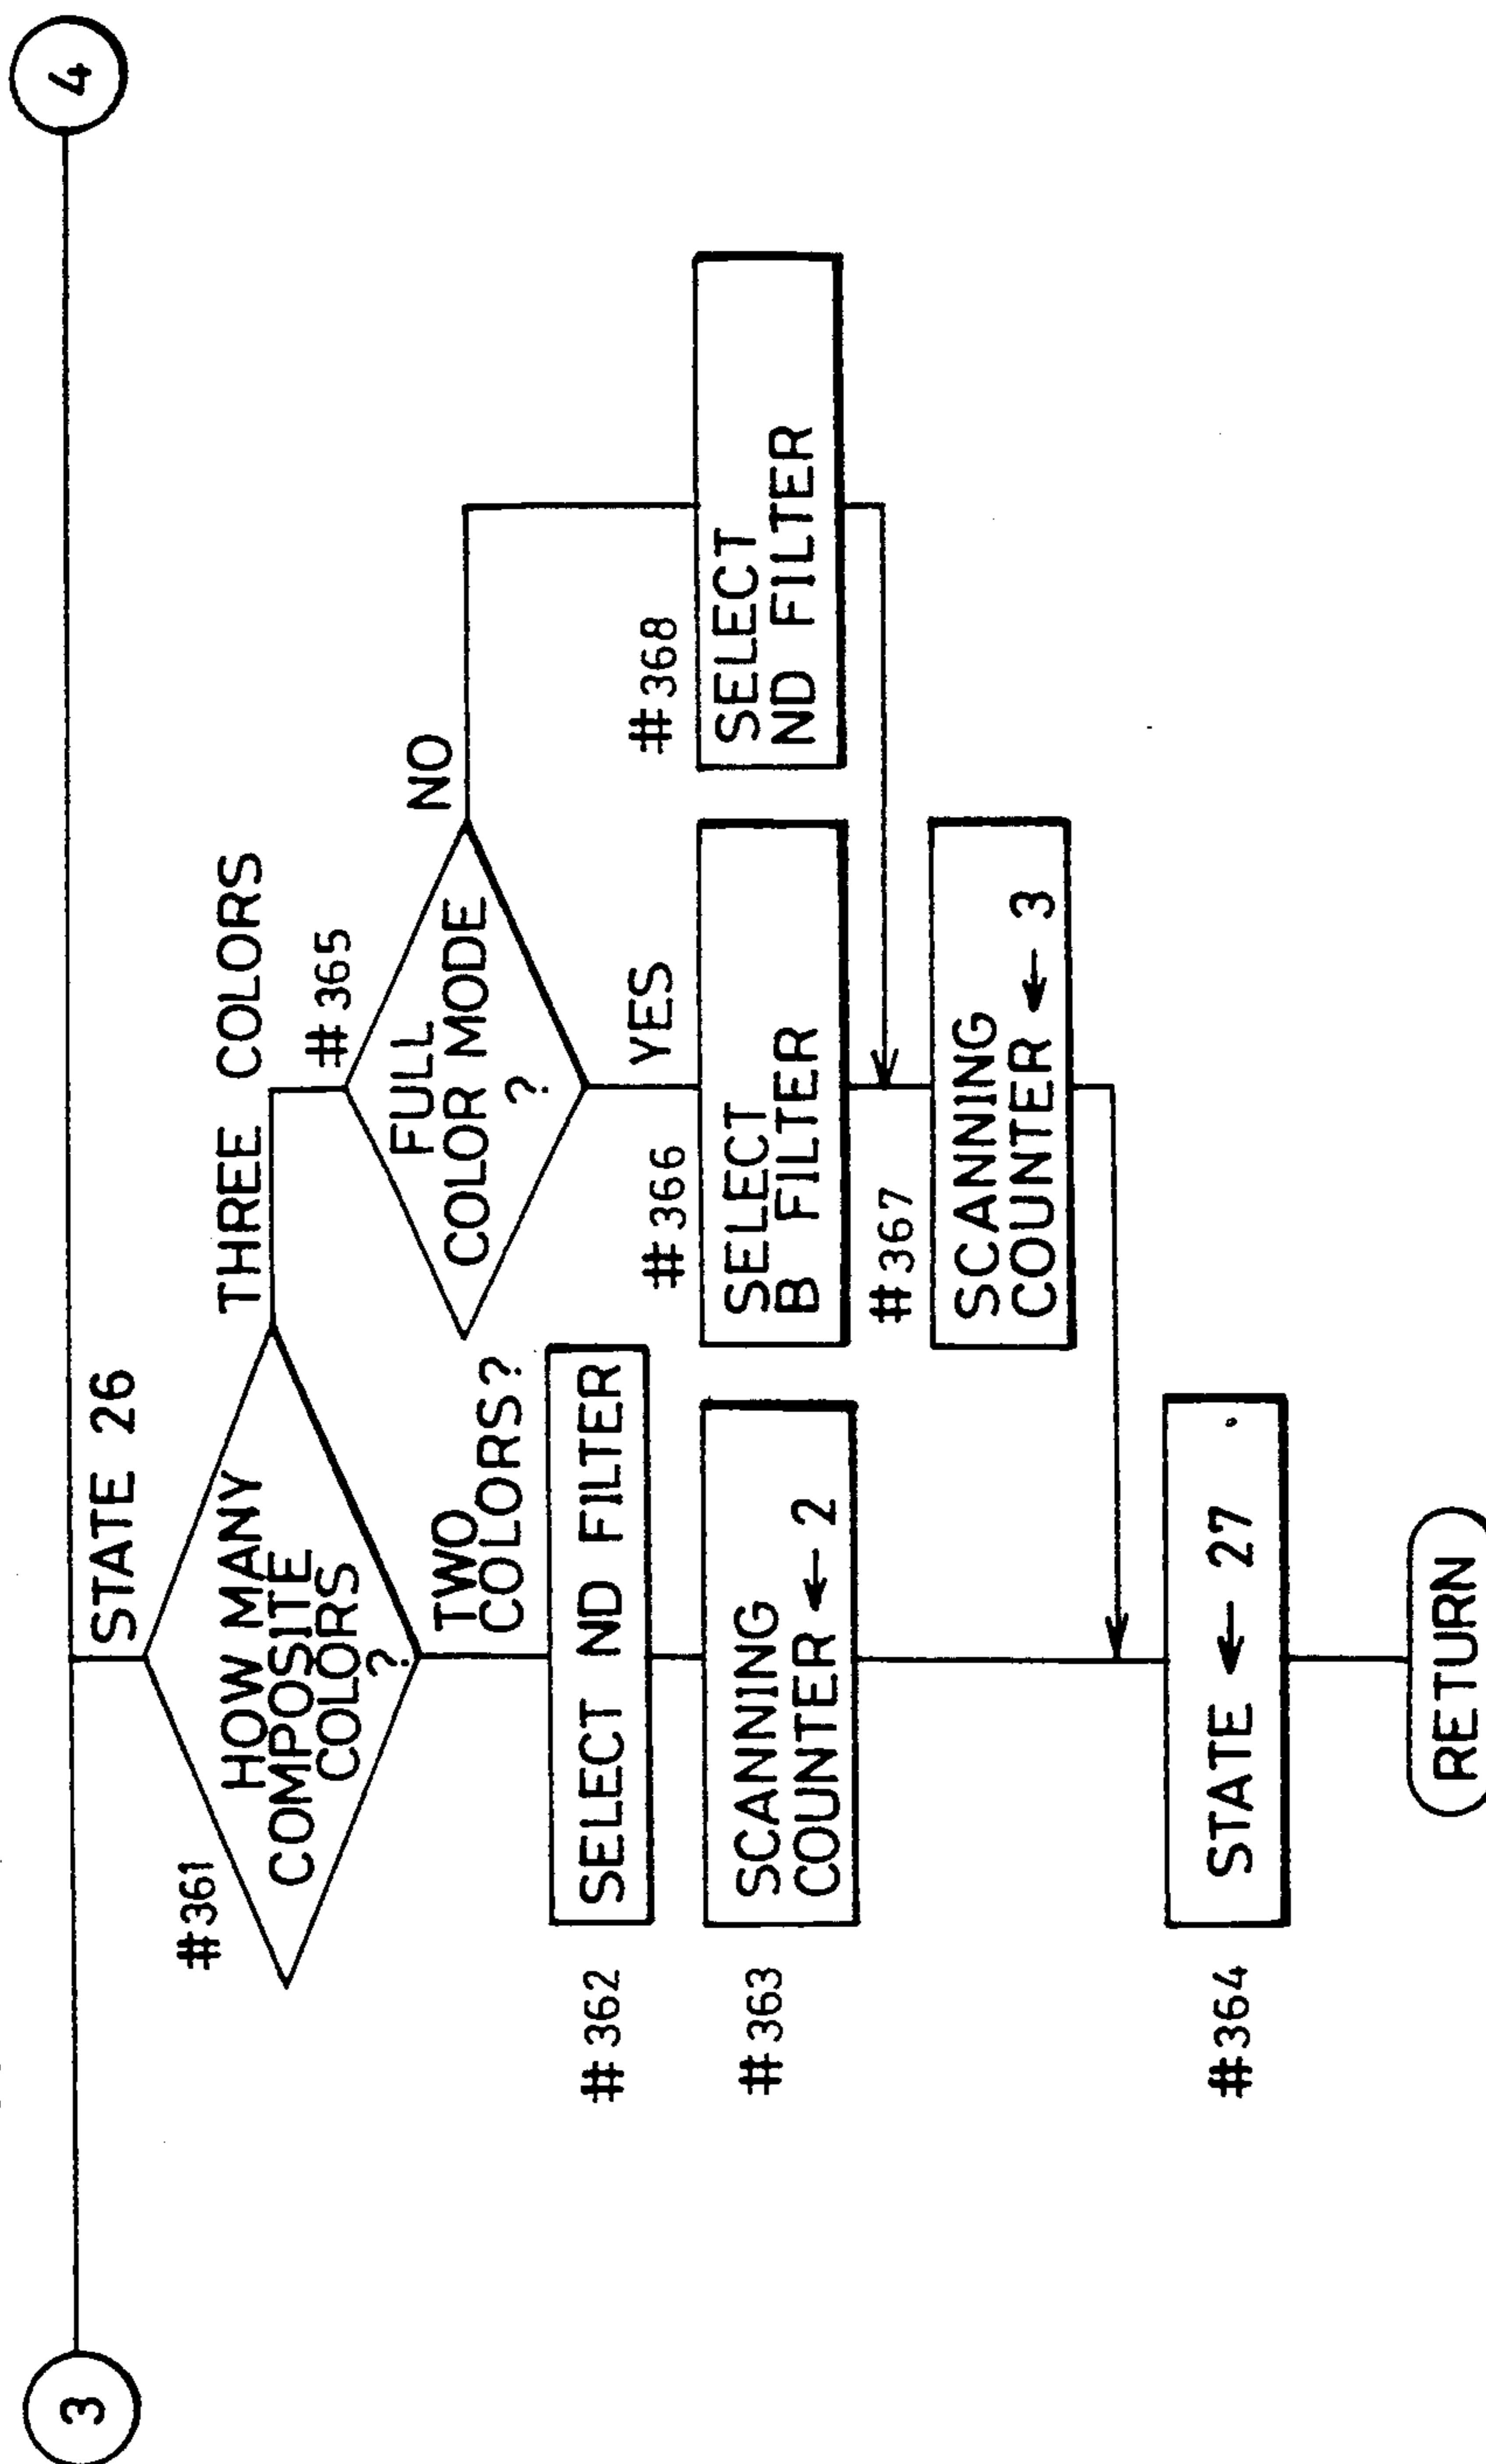 3
4
STATE 26
#361
HOW MANY
COMPOSITE
COLORS
?
THREE COLORS
TWO
COLORS?
#362
SELECT ND FILTER
#363
SCANNING
COUNTER ← 2
#365
FULL
COLOR MODE
?
NO
YES
#366
SELECT
B FILTER
#368
SELECT
ND FILTER
#367
SCANNING
COUNTER ← 3
#364
STATE ← 27
RETURN